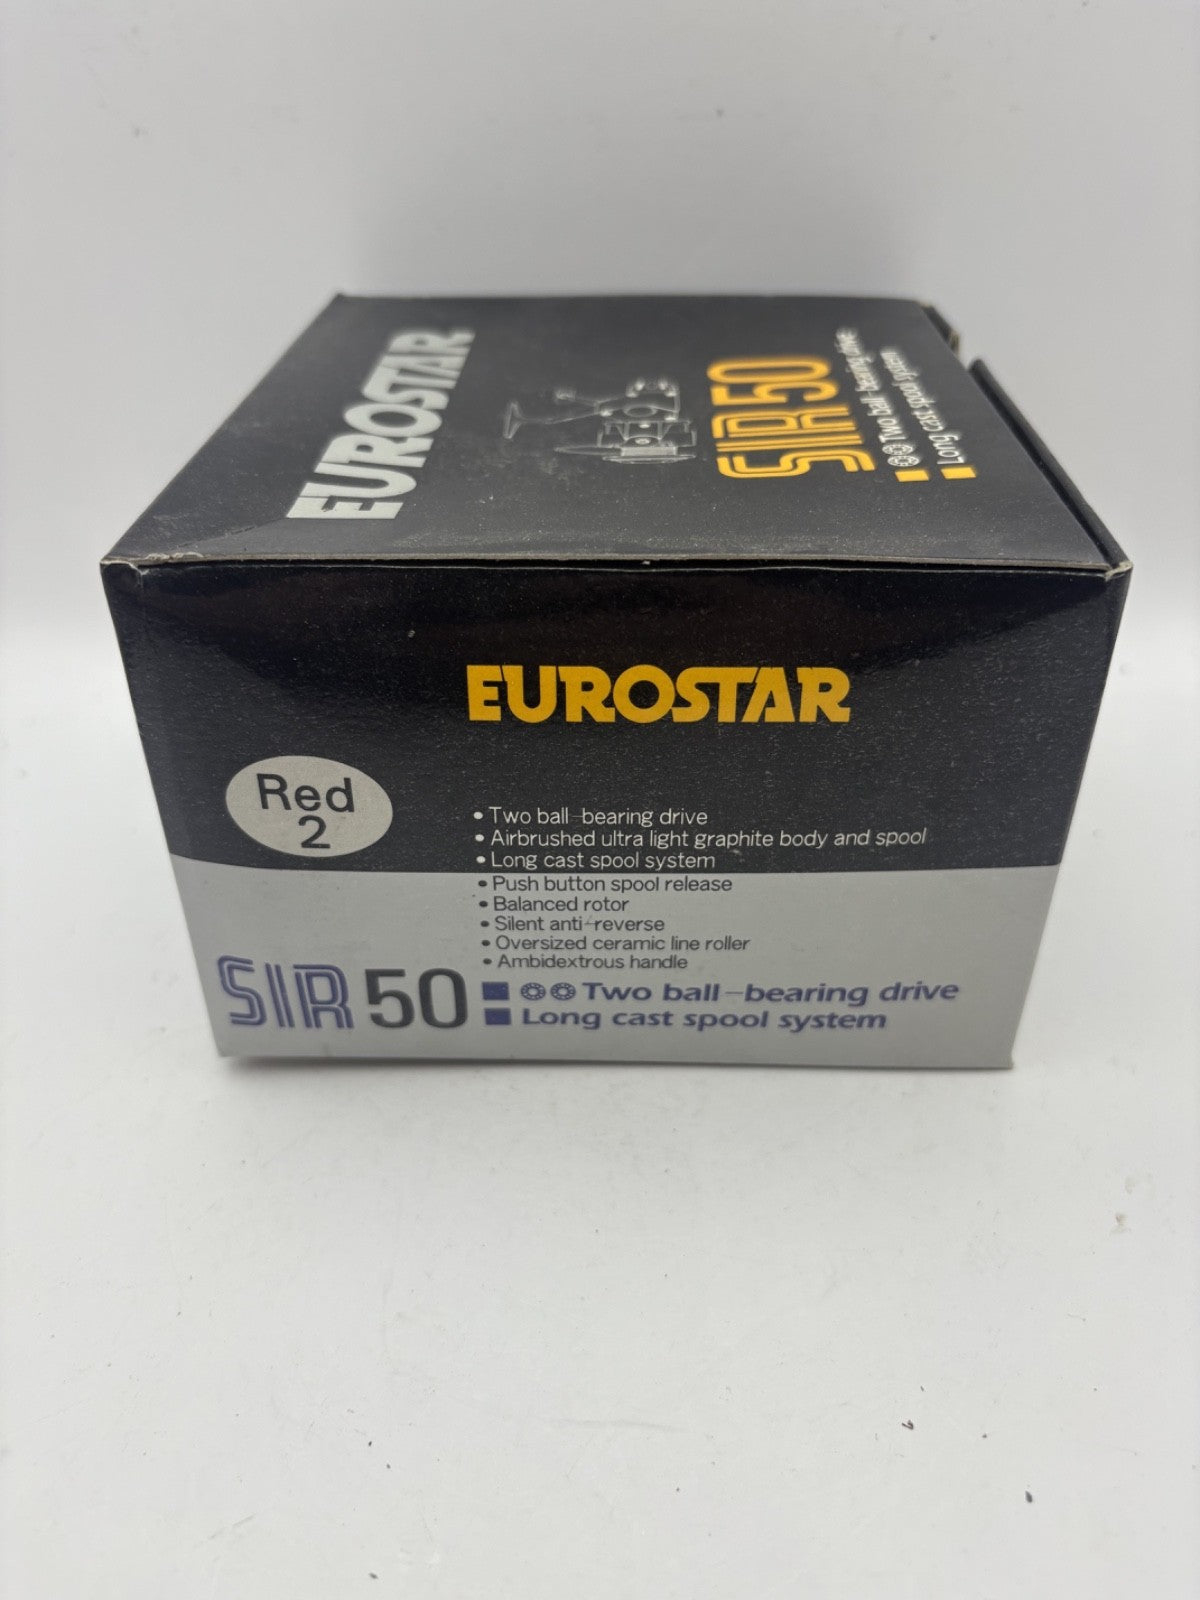 EUROSTAR
SIR 50
Two ball-bearing drive
Long cast spool system
EUROSTAR
Red
2
• Two ball-bearing drive
• Airbrushed ultra light graphite body and spool
• Long cast spool system
• Push button spool release
• Balanced rotor
• Silent anti-reverse
• Oversized ceramic line roller
• Ambidextrous handle
SIR 50
Two ball-bearing drive
Long cast spool system